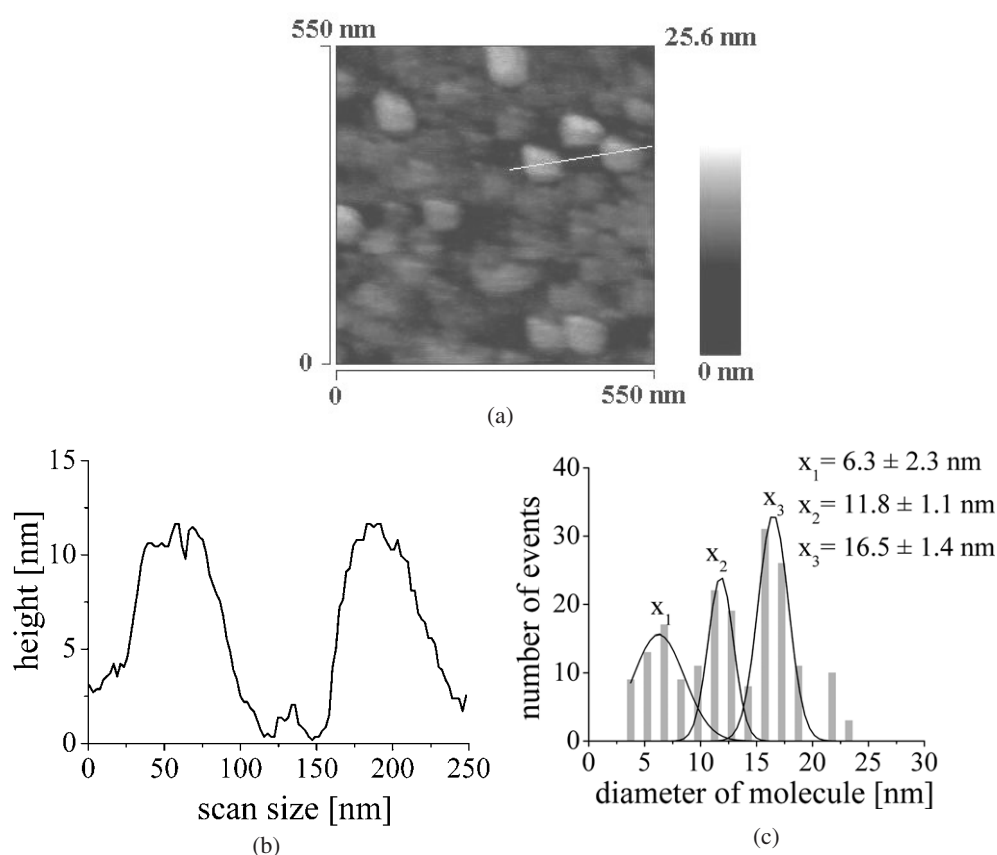 550 nm
25.6 nm
0
0 nm
0
550 nm
(a)
15
10
5
0
height [nm]
0 50 100 150 200 250
scan size [nm]
(b)
x₁= 6.3 ± 2.3 nm
x₂= 11.8 ± 1.1 nm
x₃= 16.5 ± 1.4 nm
40
30
20
10
0
number of events
x₁
x₂
x₃
0 5 10 15 20 25 30
diameter of molecule [nm]
(c)